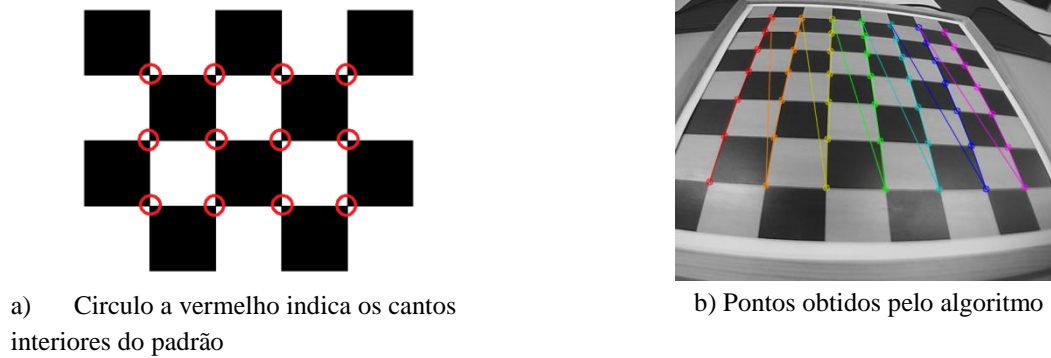 a) Circulo a vermelho indica os cantos
interiores do padrão
b) Pontos obtidos pelo algoritmo